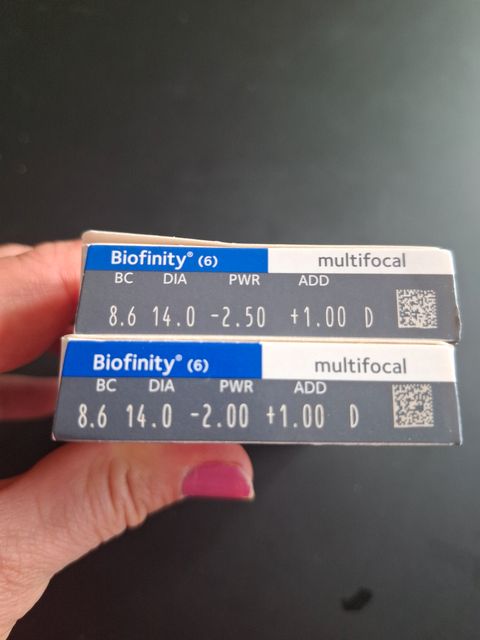 Biofinity® (6) multifocal
BC DIA PWR ADD
8.6 14.0 -2.50 +1.00 D
Biofinity® (6) multifocal
BC DIA PWR ADD
8.6 14.0 -2.00 +1.00 D